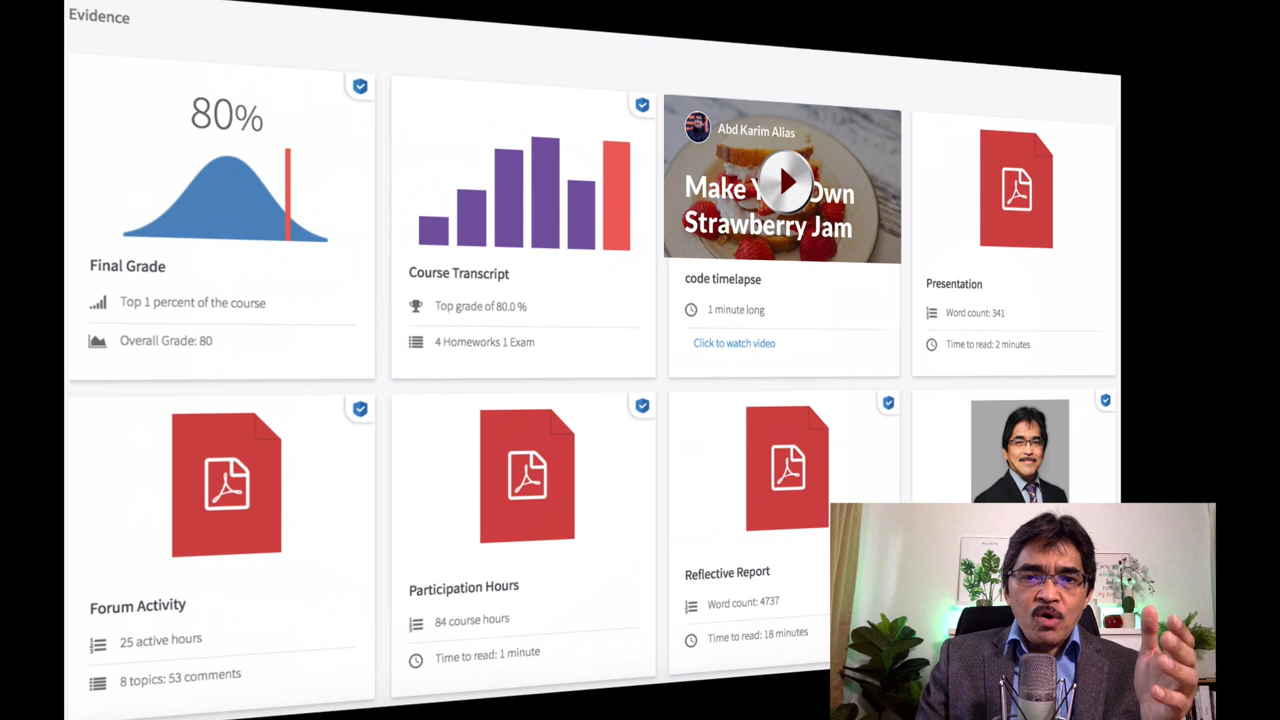 Evidence
80%
Final Grade
Top 1 percent of the course
Overall Grade: 80
Course Transcript
Top grade of 80.0 %
4 Homeworks 1 Exam
Abd Karim Alias
Make Own
Strawberry Jam
code timelapse
1 minute long
Click to watch video
Presentation
Word count: 341
Time to read: 2 minutes
Forum Activity
25 active hours
8 topics: 53 comments
Participation Hours
84 course hours
Time to read: 1 minute
Reflective Report
Word count: 4737
Time to read: 18 minutes
PLANTS